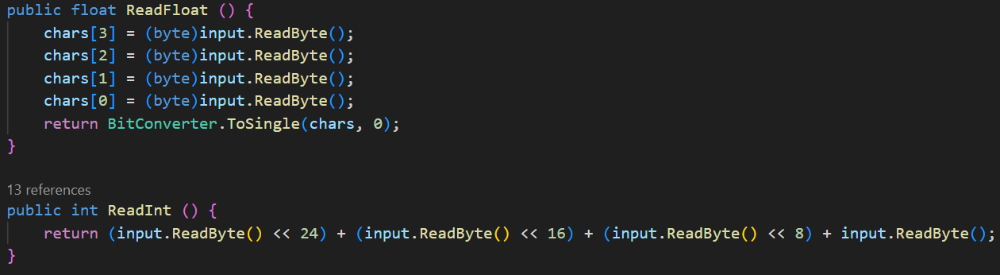 public float ReadFloat () {
chars[3] = (byte)input.ReadByte();
chars[2] = (byte)input.ReadByte();
chars[1] = (byte)input.ReadByte();
chars[0] = (byte)input.ReadByte();
return BitConverter.ToSingle(chars, 0);
}
13 references
public int ReadInt () {
return (input.ReadByte() << 24) + (input.ReadByte() << 16) + (input.ReadByte() << 8) + input.ReadByte();
}